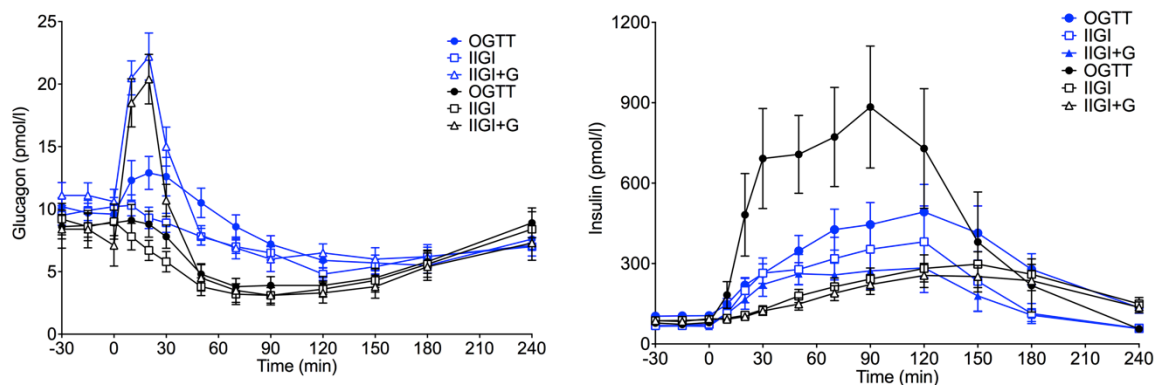 25
20
15
10
5
0
Glucagon (pmol/l)
-30 0 30 60 90 120 150 180 210 240
Time (min)
OGTT
IIGI
IIGI+G
OGTT
IIGI
IIGI+G
1200
900
600
300
0
Insulin (pmol/l)
-30 0 30 60 90 120 150 180 210 240
Time (min)
OGTT
IIGI
IIGI+G
OGTT
IIGI
IIGI+G